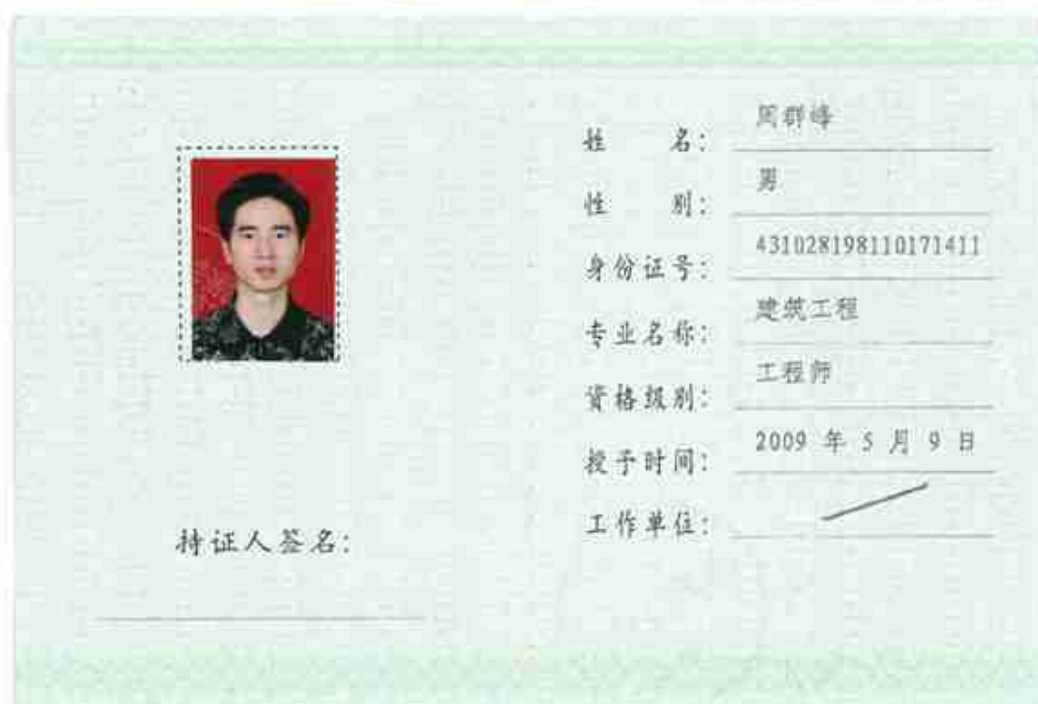 持证人签名:
姓 名: 周群峰
性 别: 男
身份证号: 431028198110171411
专业名称: 建筑工程
资格级别: 工程师
授予时间: 2009 年 5 月 9 日
工作单位: